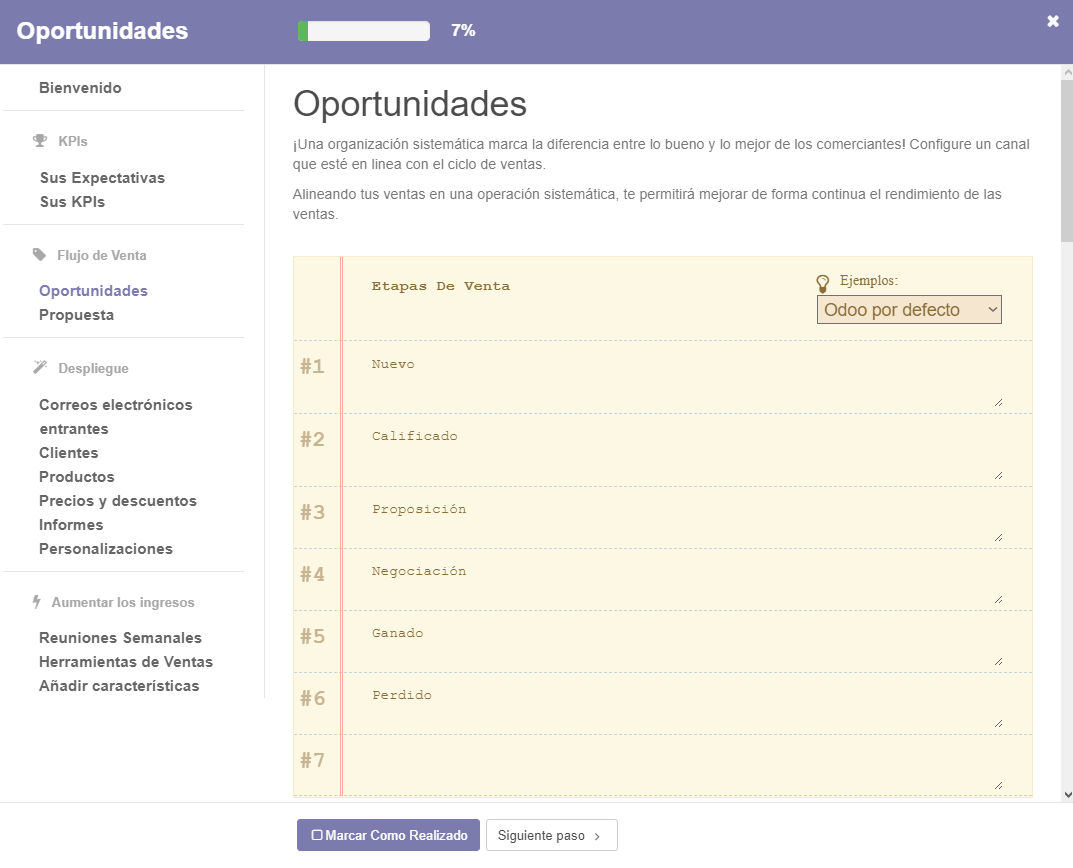 Oportunidades
7%
Bienvenido
KPIs
Sus Expectativas
Sus KPIs
Flujo de Venta
Oportunidades
Propuesta
Despliegue
Correos electrónicos
entrantes
Clientes
Productos
Precios y descuentos
Informes
Personalizaciones
Aumentar los ingresos
Reuniones Semanales
Herramientas de Ventas
Añadir características
Oportunidades
¡Una organización sistemática marca la diferencia entre lo bueno y lo mejor de los comerciantes! Configure un canal
que esté en linea con el ciclo de ventas.
Alineando tus ventas en una operación sistemática, te permitirá mejorar de forma continua el rendimiento de las
ventas.
Etapas De Venta
Ejemplos:
Odoo por defecto
#1 Nuevo
#2 Calificado
#3 Proposición
#4 Negociación
#5 Ganado
#6 Perdido
#7
Marcar Como Realizado
Siguiente paso